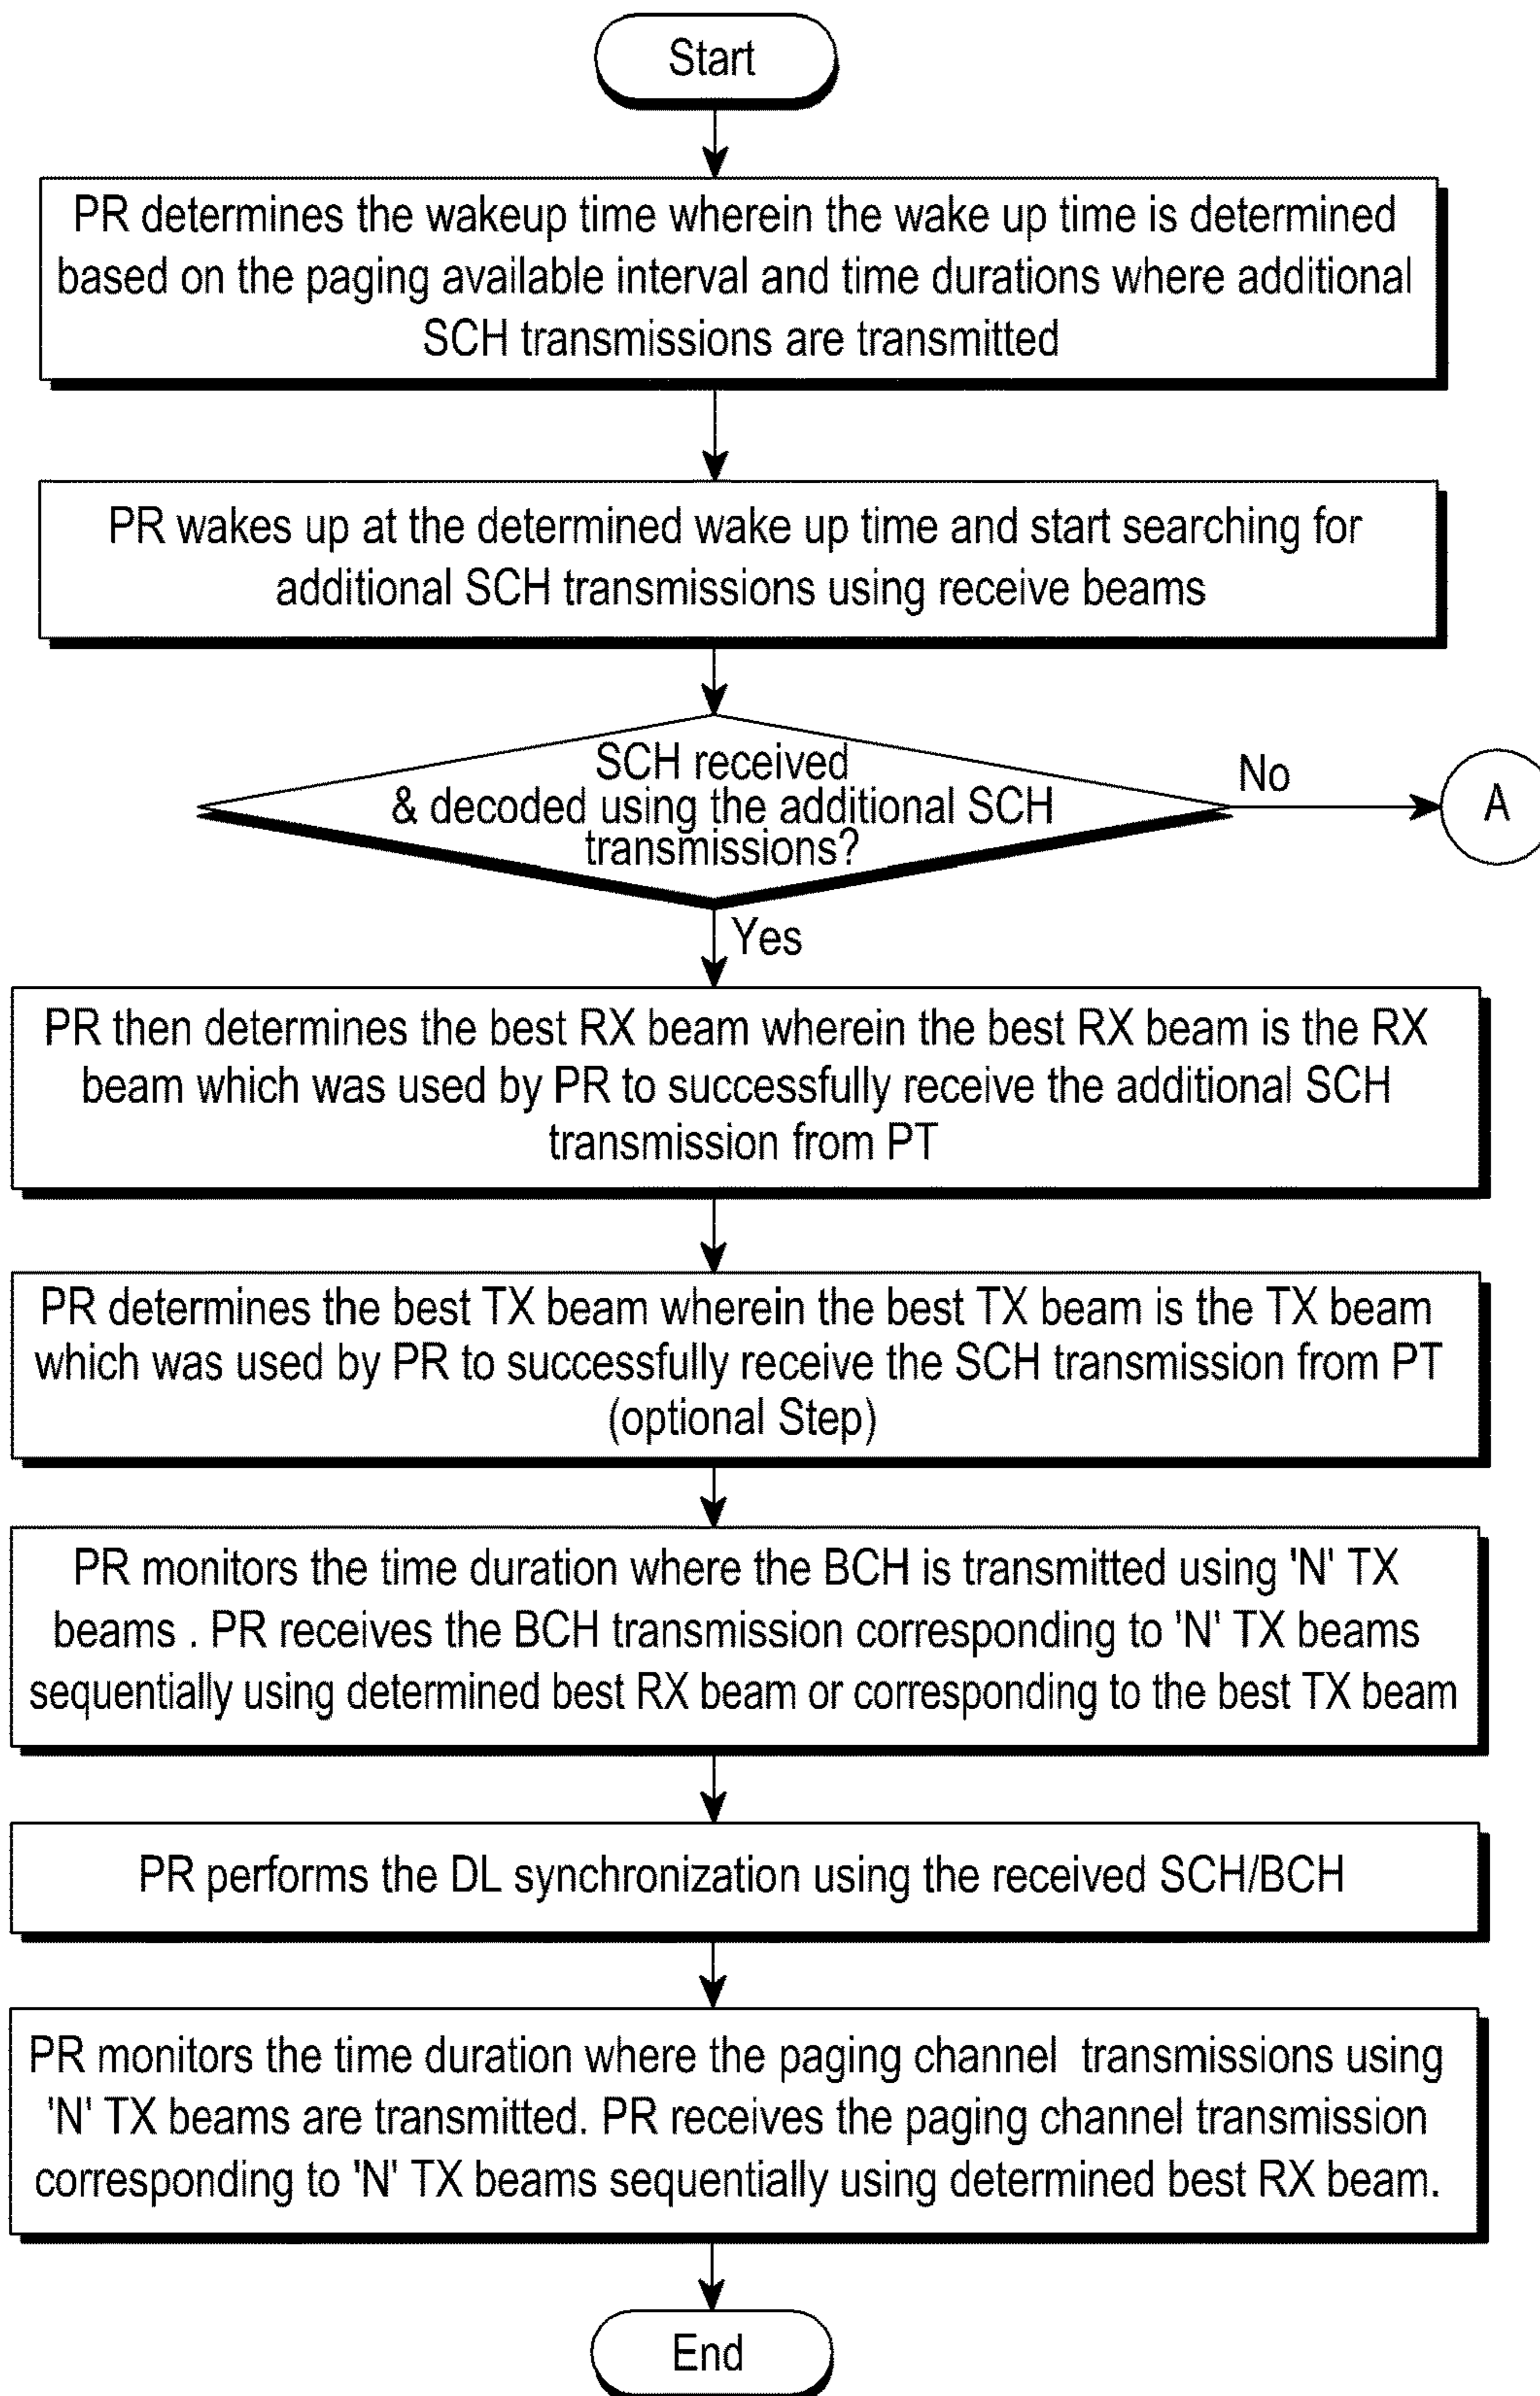 Start
PR determines the wakeup time wherein the wake up time is determined
based on the paging available interval and time durations where additional
SCH transmissions are transmitted
PR wakes up at the determined wake up time and start searching for
additional SCH transmissions using receive beams
SCH received
& decoded using the additional SCH
transmissions?
No
A
Yes
PR then determines the best RX beam wherein the best RX beam is the RX
beam which was used by PR to successfully receive the additional SCH
transmission from PT
PR determines the best TX beam wherein the best TX beam is the TX beam
which was used by PR to successfully receive the SCH transmission from PT
(optional Step)
PR monitors the time duration where the BCH is transmitted using 'N' TX
beams . PR receives the BCH transmission corresponding to 'N' TX beams
sequentially using determined best RX beam or corresponding to the best TX beam
PR performs the DL synchronization using the received SCH/BCH
PR monitors the time duration where the paging channel transmissions using
'N' TX beams are transmitted. PR receives the paging channel transmission
corresponding to 'N' TX beams sequentially using determined best RX beam.
End